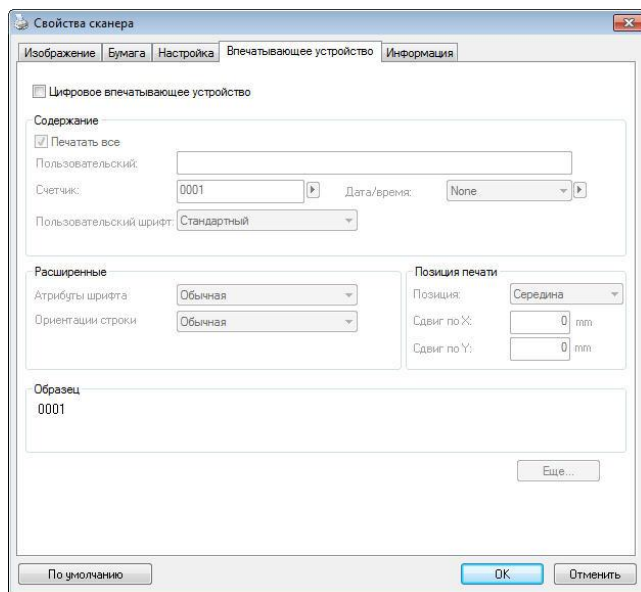 Свойства сканера
Изображение Бумага Настройка Впечатывающее устройство Информация
Цифровое впечатывающее устройство
Содержание
Печатать все
Пользовательский:
Счетчик: 0001 Дата/время: None
Пользовательский шрифт: Стандартный
Расширенные Позиция печати
Атрибуты шрифта Обычная Позиция: Середина
Ориентации строки Обычная Сдвиг по X: 0 mm
Сдвиг по Y: 0 mm
Образец
0001
Еще...
По умолчанию OK Отменить